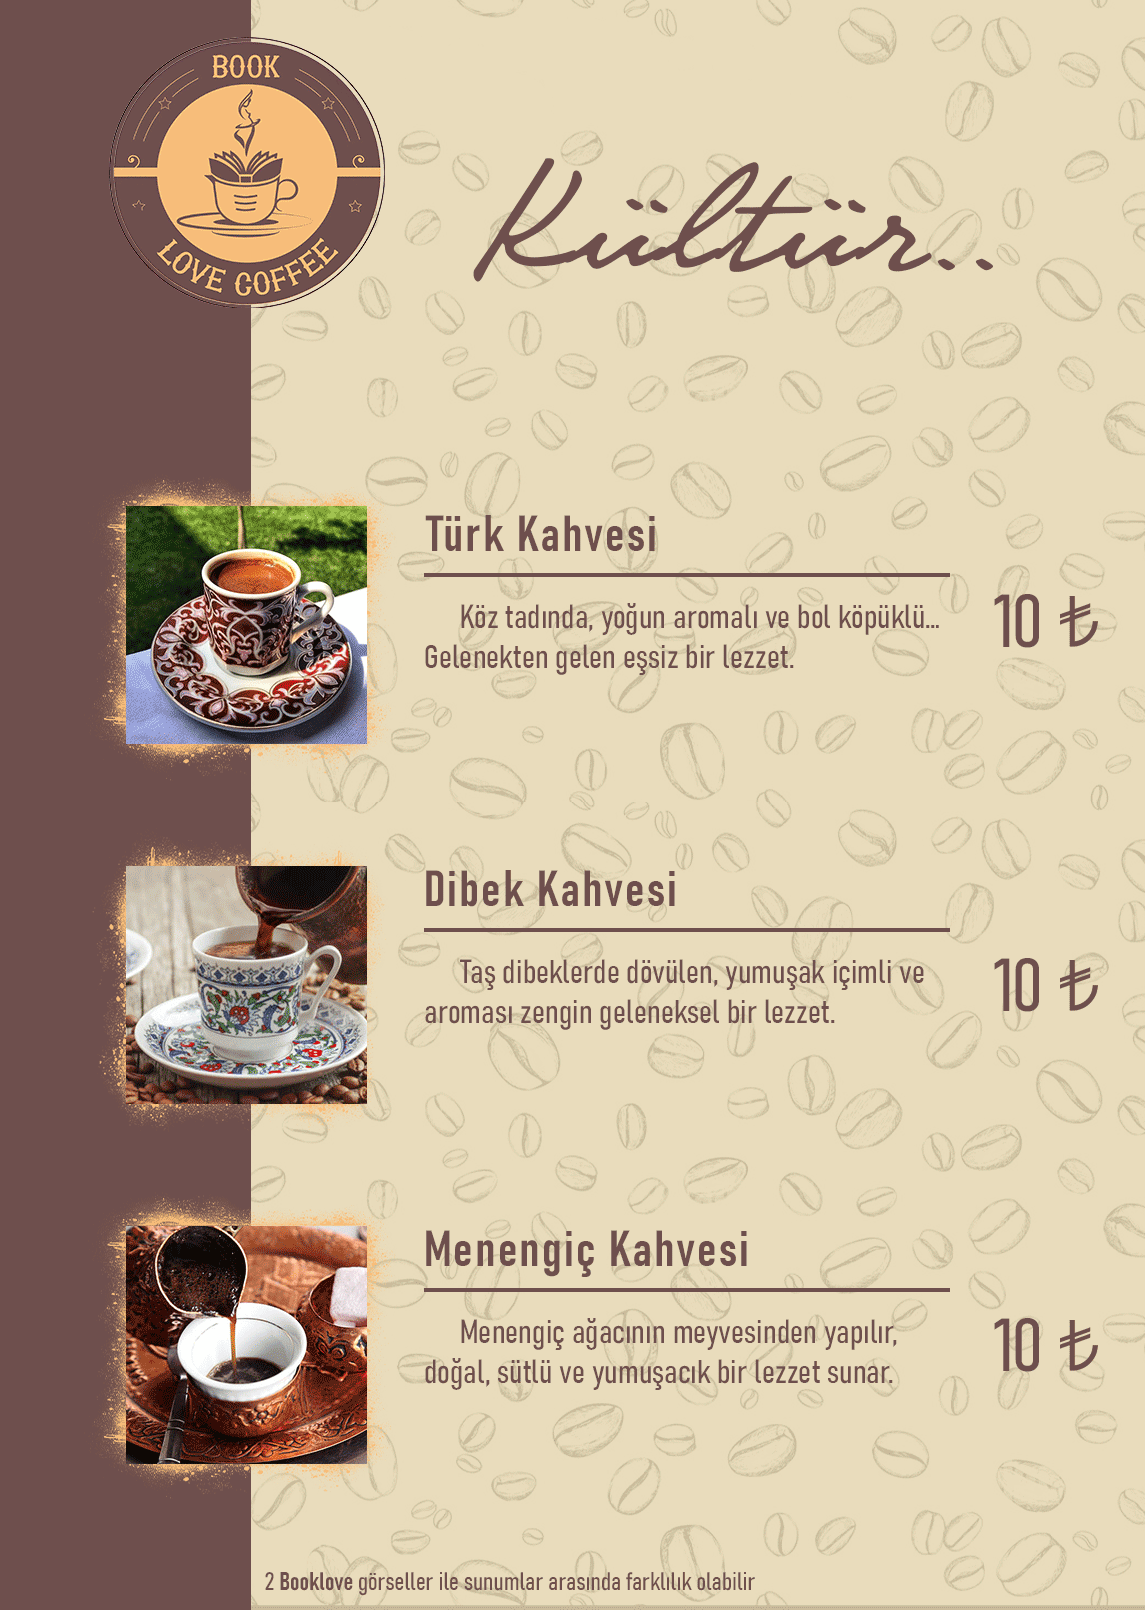 BOOK
LOVE COFFEE
Kültür..
Türk Kahvesi
Köz tadında, yoğun aromalı ve bol köpüklü...
Gelenekten gelen eşsiz bir lezzet.
10 ₺
Dibek Kahvesi
Taş dibeklerde dövülen, yumuşak içimli ve
aroması zengin geleneksel bir lezzet.
10 ₺
Menengiç Kahvesi
Menengiç ağacının meyvesinden yapılır,
doğal, sütlü ve yumuşacık bir lezzet sunar.
10 ₺
2 Booklove görseller ile sunumlar arasında farklılık olabilir